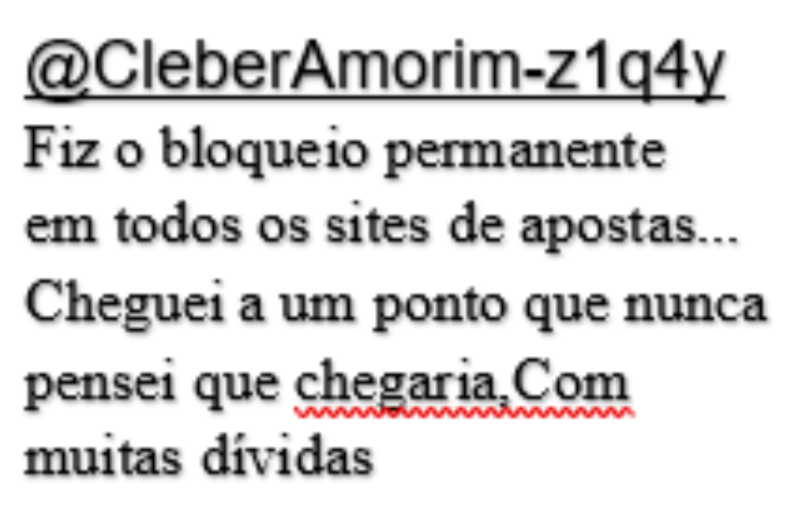 @CleberAmorim-z1q4y
Fiz o bloqueio permanente
em todos os sites de apostas...
Cheguei a um ponto que nunca
pensei que chegaria,Com
muitas dívidas